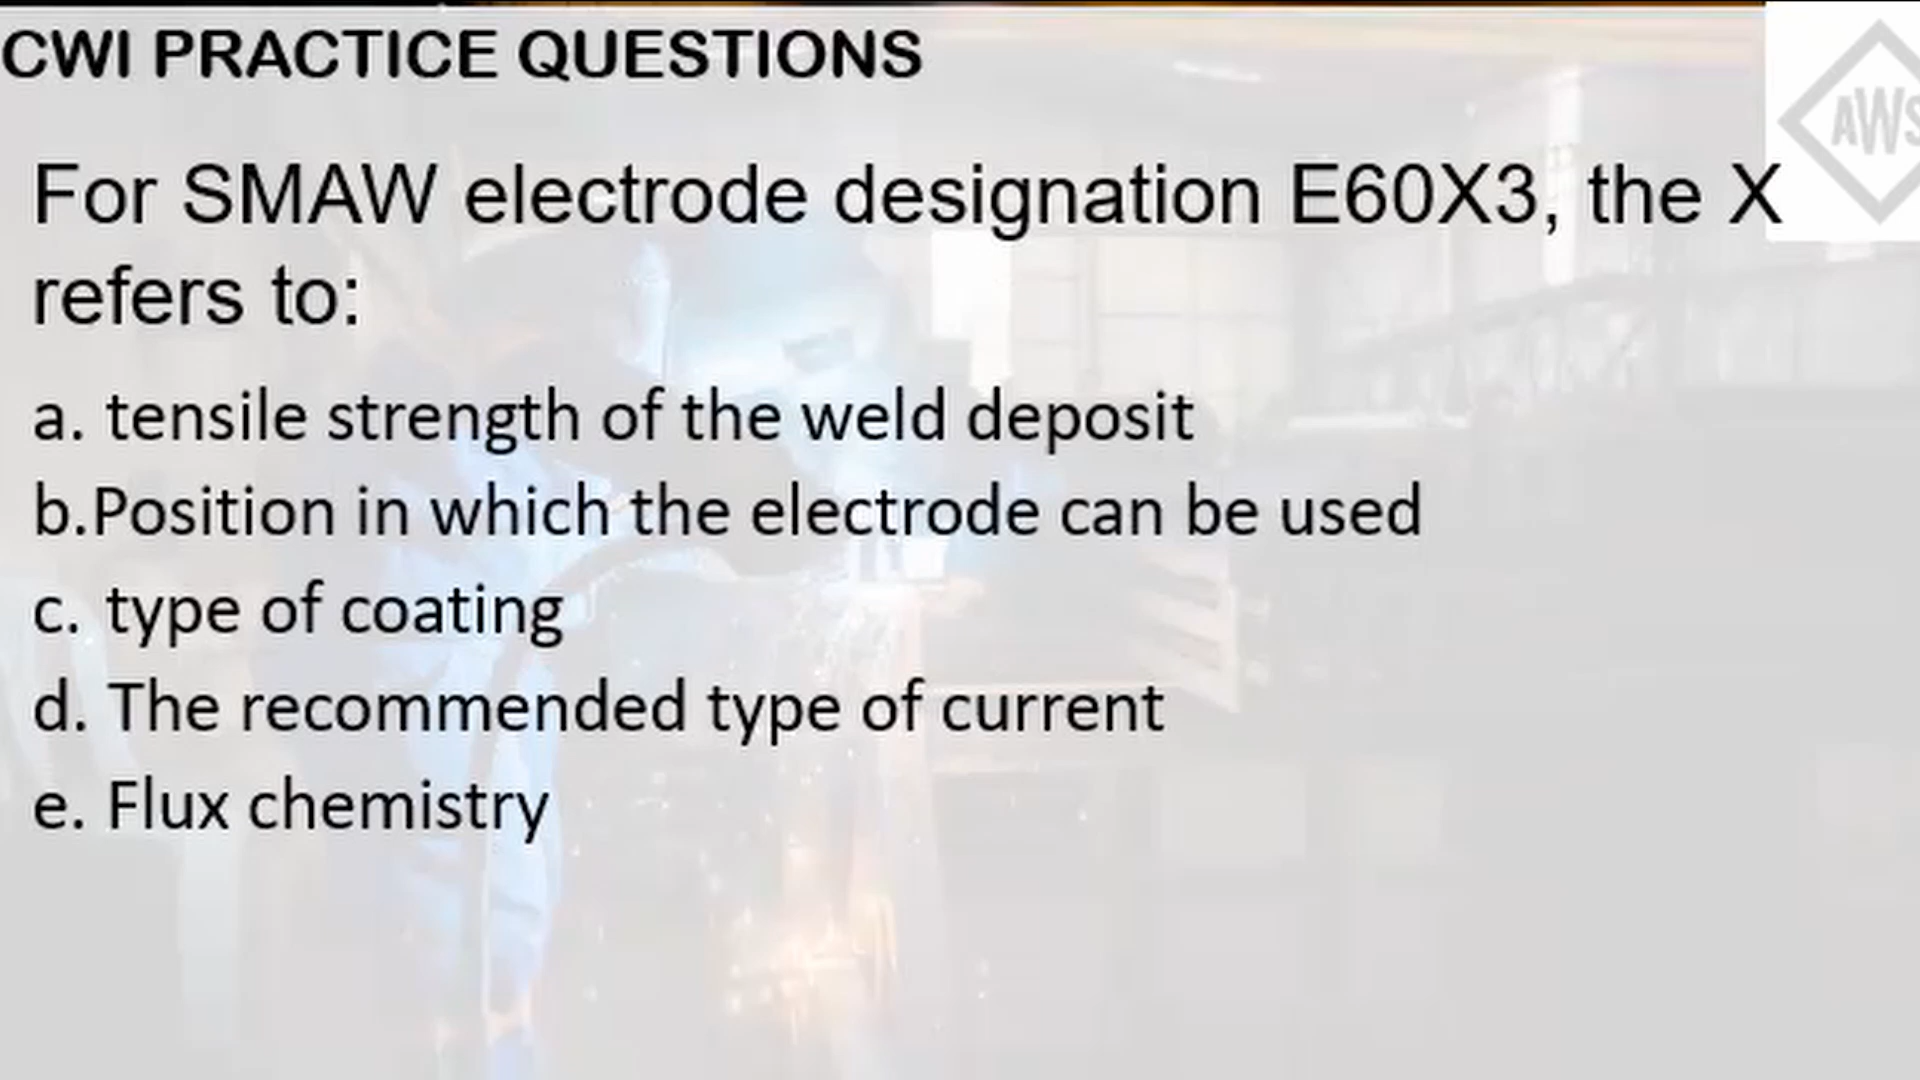 CWI PRACTICE QUESTIONS
AWS
For SMAW electrode designation E60X3, the X
refers to:
a. tensile strength of the weld deposit
b.Position in which the electrode can be used
c. type of coating
d. The recommended type of current
e. Flux chemistry